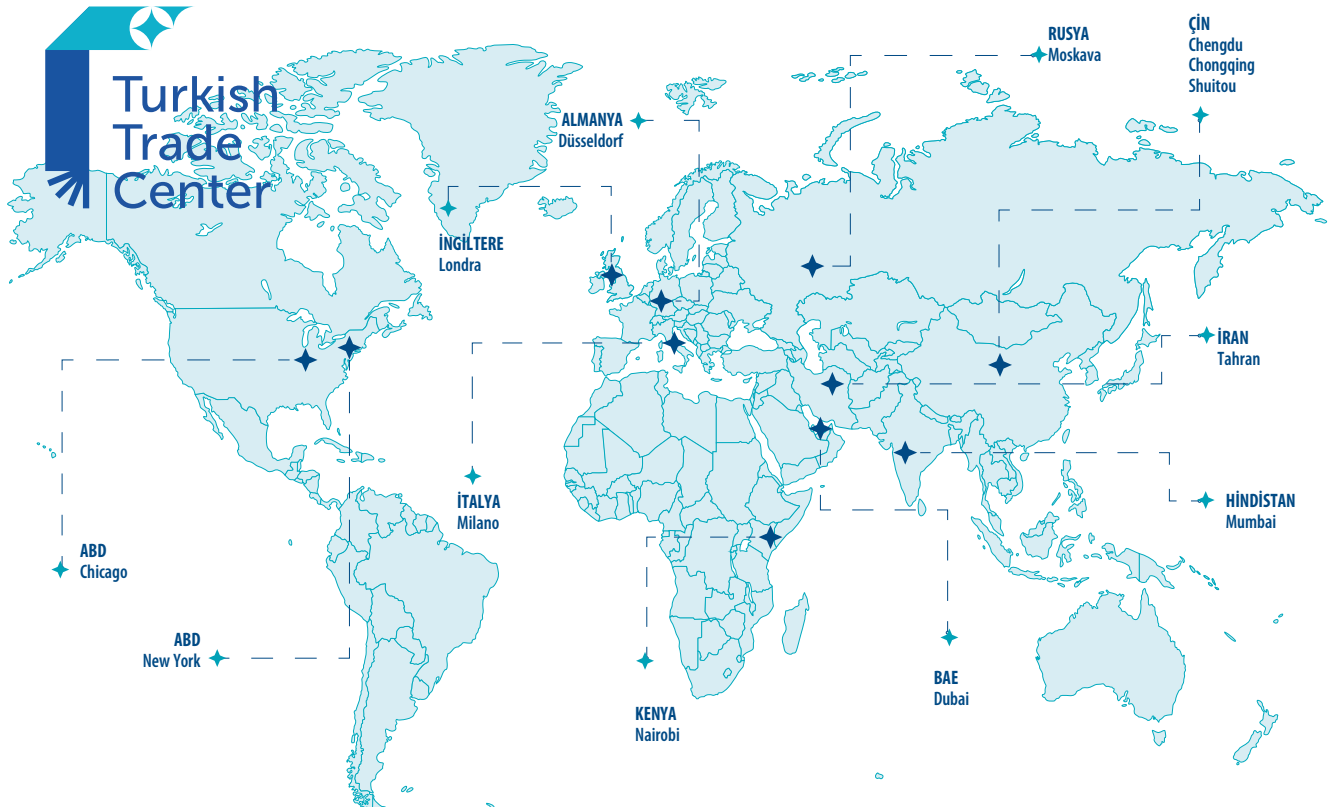 Turkish
Trade
Center
RUSYA
Moskava
ÇİN
Chengdu
Chongqing
Shuitou
ALMANYA
Düsseldorf
İNGİLTERE
Londra
İRAN
Tahran
İTALYA
Milano
HİNDİSTAN
Mumbai
ABD
Chicago
ABD
New York
BAE
Dubai
KENYA
Nairobi